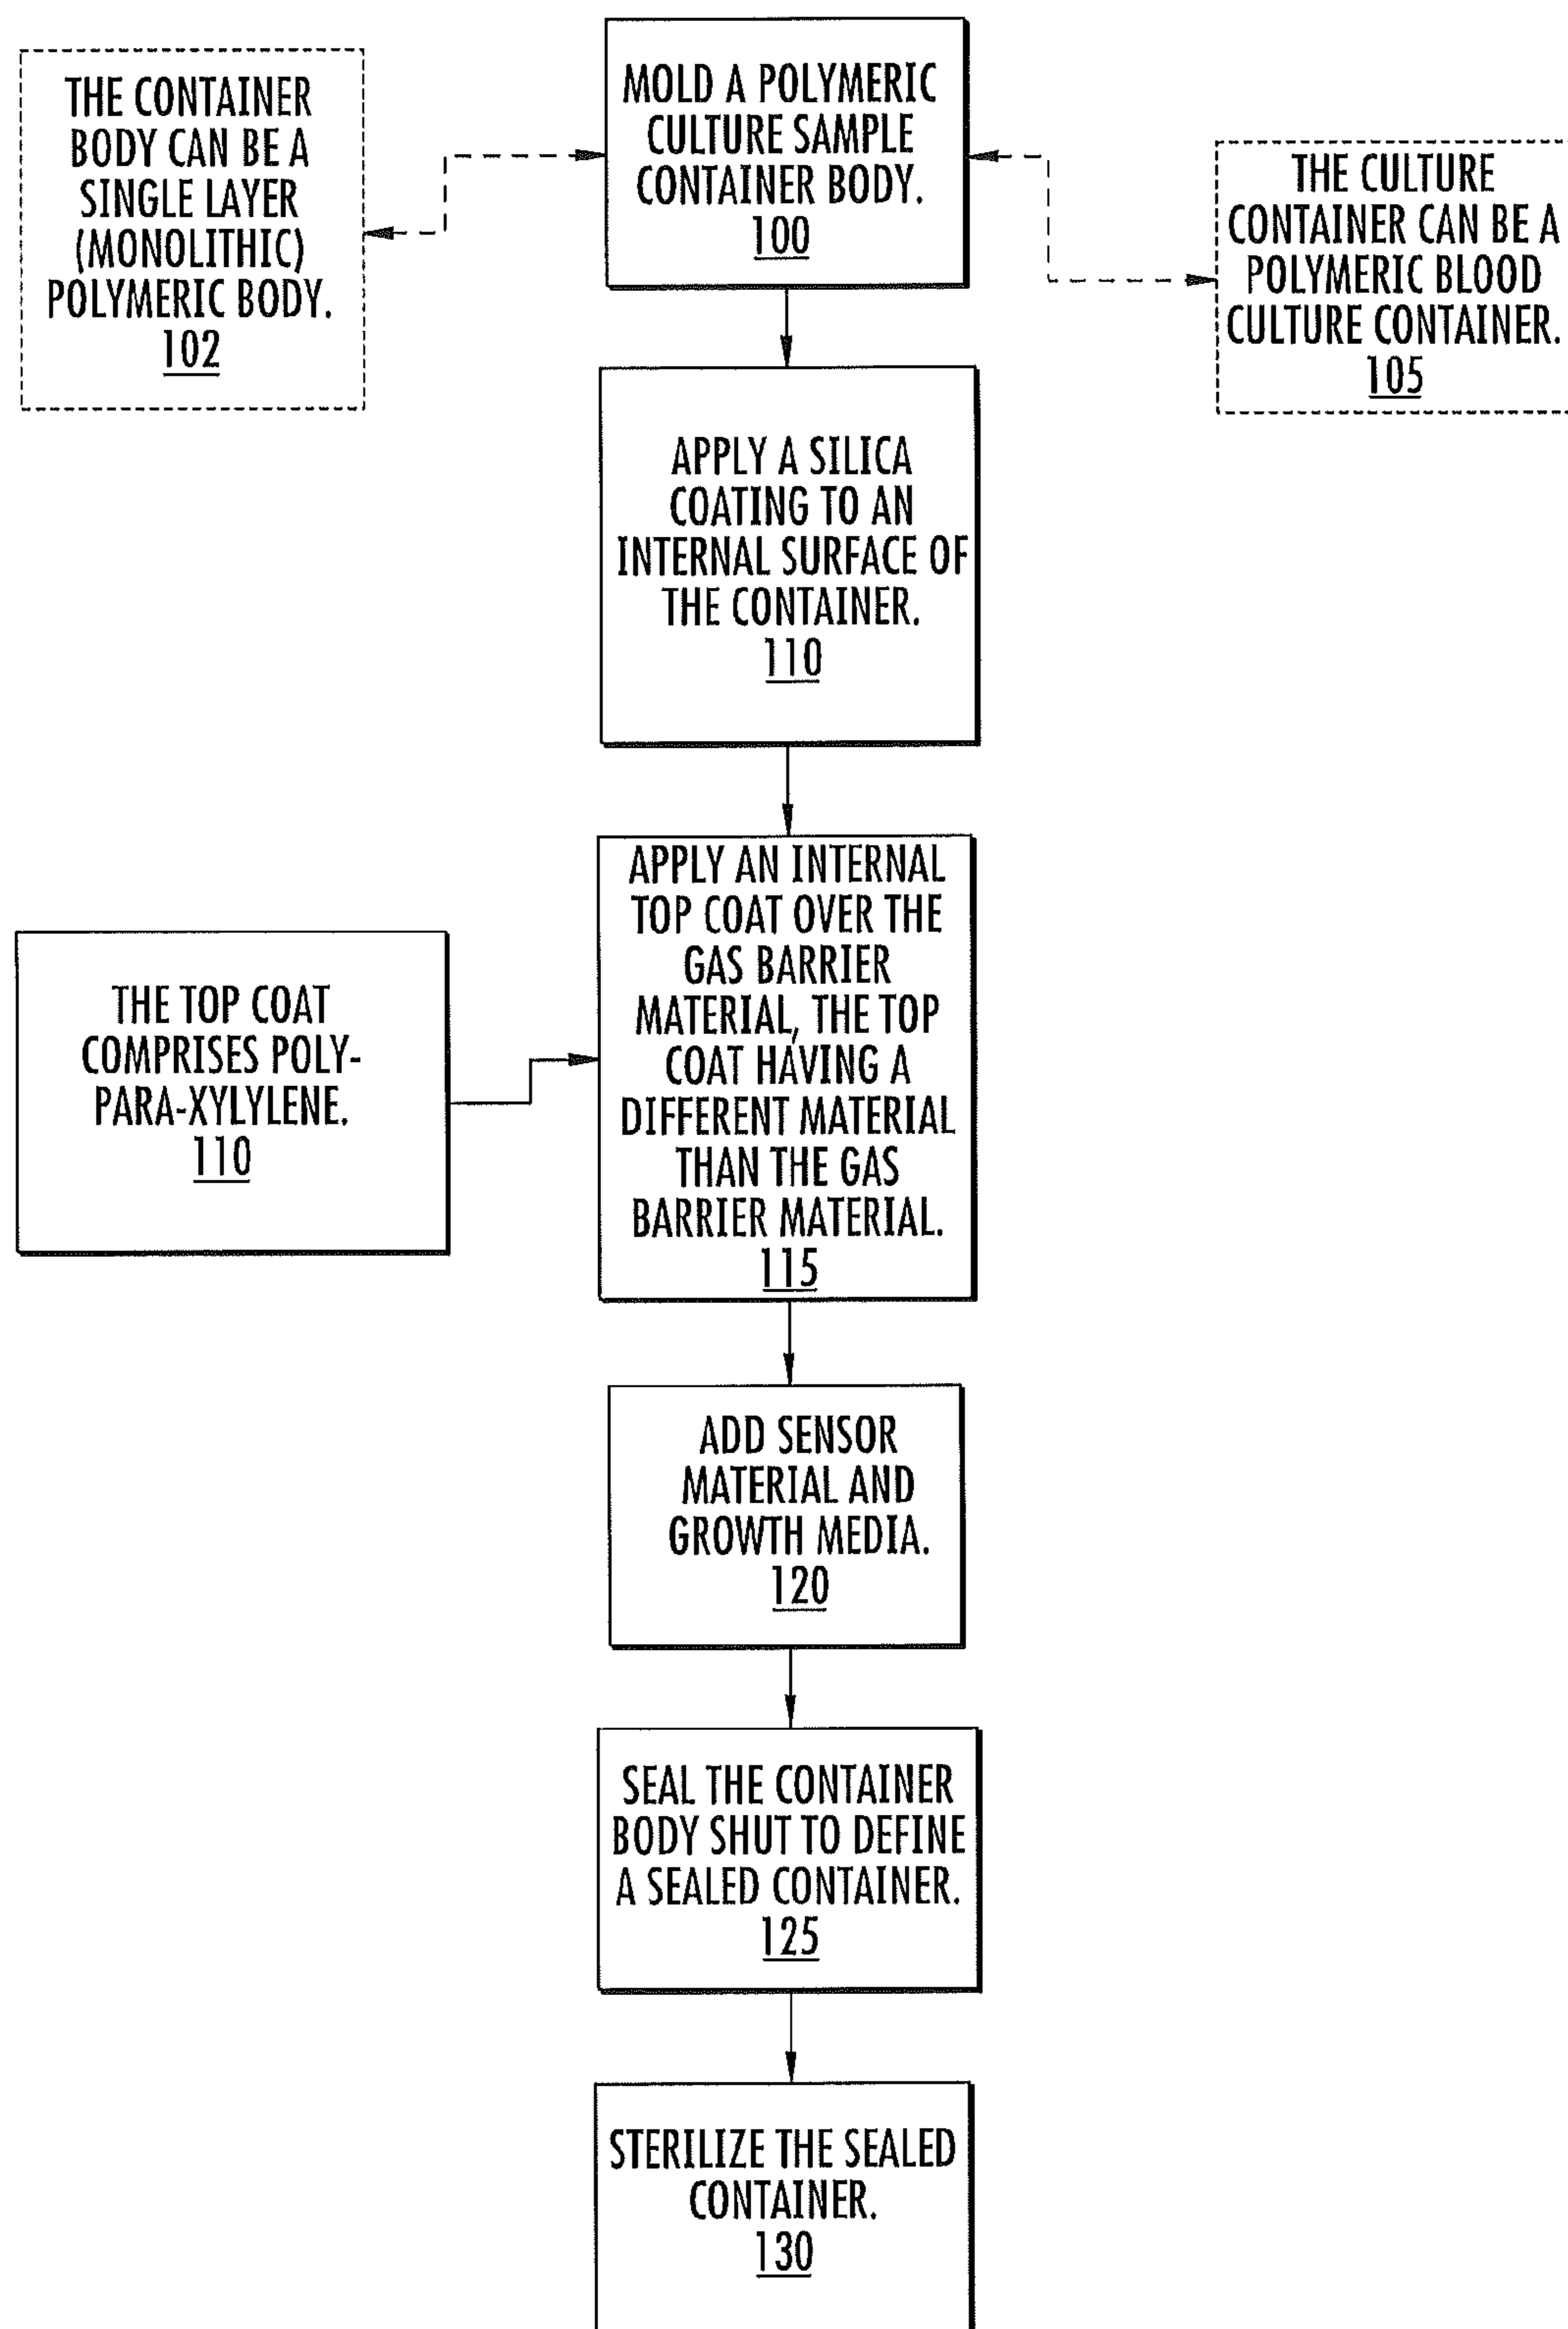 THE CONTAINER
BODY CAN BE A
SINGLE LAYER
(MONOLITHIC)
POLYMERIC BODY.
102
MOLD A POLYMERIC
CULTURE SAMPLE
CONTAINER BODY.
100
THE CULTURE
CONTAINER CAN BE A
POLYMERIC BLOOD
CULTURE CONTAINER.
105
APPLY A SILICA
COATING TO AN
INTERNAL SURFACE OF
THE CONTAINER.
110
THE TOP COAT
COMPRISES POLY-
PARA-XYLYLENE.
110
APPLY AN INTERNAL
TOP COAT OVER THE
GAS BARRIER
MATERIAL, THE TOP
COAT HAVING A
DIFFERENT MATERIAL
THAN THE GAS
BARRIER MATERIAL.
115
ADD SENSOR
MATERIAL AND
GROWTH MEDIA.
120
SEAL THE CONTAINER
BODY SHUT TO DEFINE
A SEALED CONTAINER.
125
STERILIZE THE SEALED
CONTAINER.
130